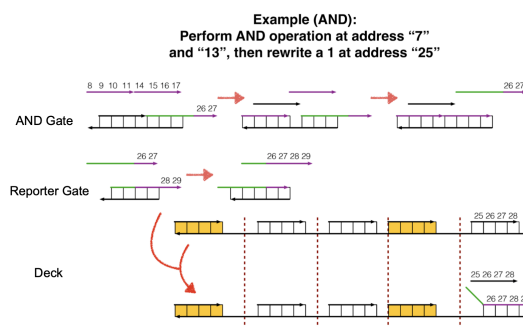 Example (AND):
Perform AND operation at address “7”
and “13”, then rewrite a 1 at address “25”
8 9 10 11 14 15 16 17
26 27
26 27
AND Gate
26 27
26 27 28 29
28 29
Reporter Gate
25 26 27 28
Deck
25 26 27 28
26 27 28 2